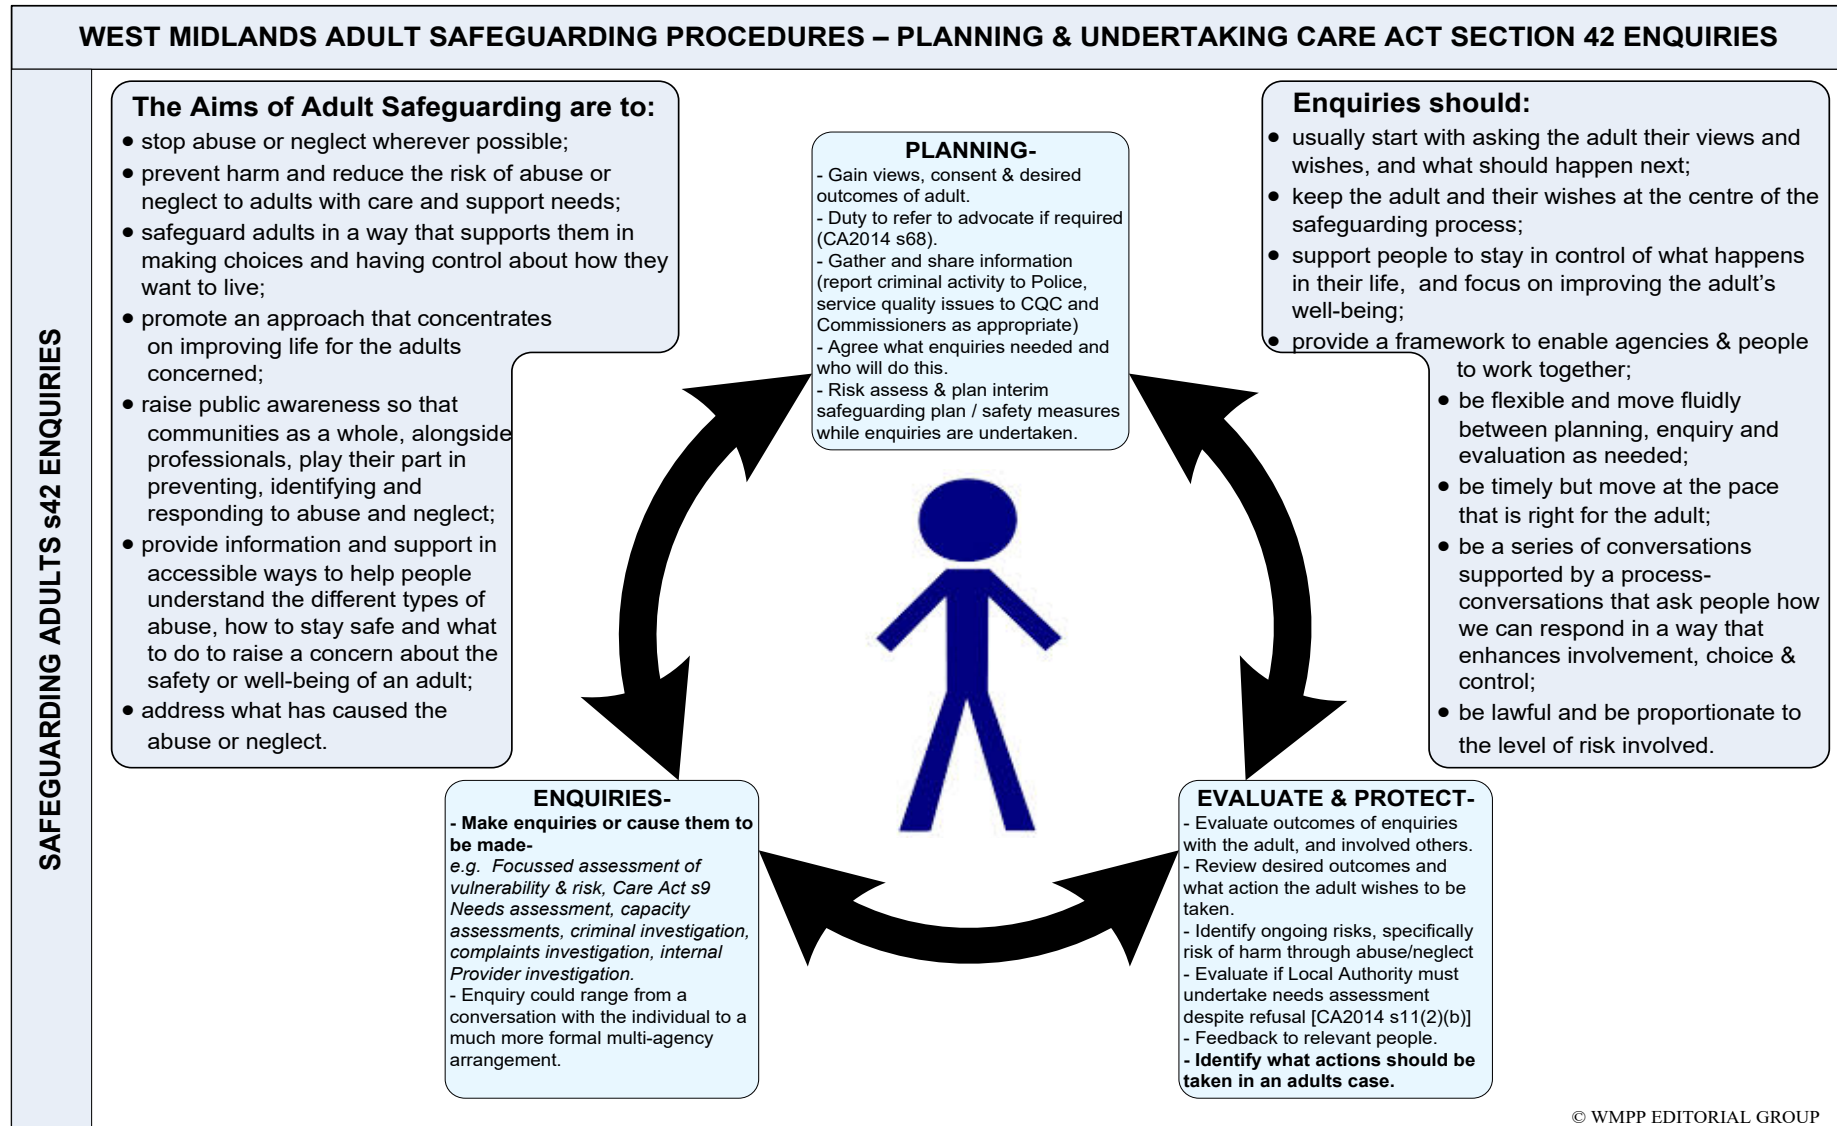 WEST MIDLANDS ADULT SAFEGUARDING PROCEDURES – PLANNING & UNDERTAKING CARE ACT SECTION 42 ENQUIRIES
SAFEGUARDING ADULTS s42 ENQUIRIES
The Aims of Adult Safeguarding are to:
• stop abuse or neglect wherever possible;
• prevent harm and reduce the risk of abuse or
neglect to adults with care and support needs;
• safeguard adults in a way that supports them in
making choices and having control about how they
want to live;
• promote an approach that concentrates
on improving life for the adults
concerned;
• raise public awareness so that
communities as a whole, alongside
professionals, play their part in
preventing, identifying and
responding to abuse and neglect;
• provide information and support in
accessible ways to help people
understand the different types of
abuse, how to stay safe and what
to do to raise a concern about the
safety or well-being of an adult;
• address what has caused the
abuse or neglect.
PLANNING-
- Gain views, consent & desired
outcomes of adult.
- Duty to refer to advocate if required
(CA2014 s68).
- Gather and share information
(report criminal activity to Police,
service quality issues to CQC and
Commissioners as appropriate)
- Agree what enquiries needed and
who will do this.
- Risk assess & plan interim
safeguarding plan / safety measures
while enquiries are undertaken.
Enquiries should:
• usually start with asking the adult their views and
wishes, and what should happen next;
• keep the adult and their wishes at the centre of the
safeguarding process;
• support people to stay in control of what happens
in their life,  and focus on improving the adult's
well-being;
• provide a framework to enable agencies & people
to work together;
• be flexible and move fluidly
between planning, enquiry and
evaluation as needed;
• be timely but move at the pace
that is right for the adult;
• be a series of conversations
supported by a process-
conversations that ask people how
we can respond in a way that
enhances involvement, choice &
control;
• be lawful and be proportionate to
the level of risk involved.
ENQUIRIES-
- Make enquiries or cause them to
be made-
e.g.  Focussed assessment of
vulnerability & risk, Care Act s9
Needs assessment, capacity
assessments, criminal investigation,
complaints investigation, internal
Provider investigation.
- Enquiry could range from a
conversation with the individual to a
much more formal multi-agency
arrangement.
EVALUATE & PROTECT-
- Evaluate outcomes of enquiries
with the adult, and involved others.
- Review desired outcomes and
what action the adult wishes to be
taken.
- Identify ongoing risks, specifically
risk of harm through abuse/neglect
- Evaluate if Local Authority must
undertake needs assessment
despite refusal [CA2014 s11(2)(b)]
- Feedback to relevant people.
- Identify what actions should be
taken in an adults case.
© WMPP EDITORIAL GROUP